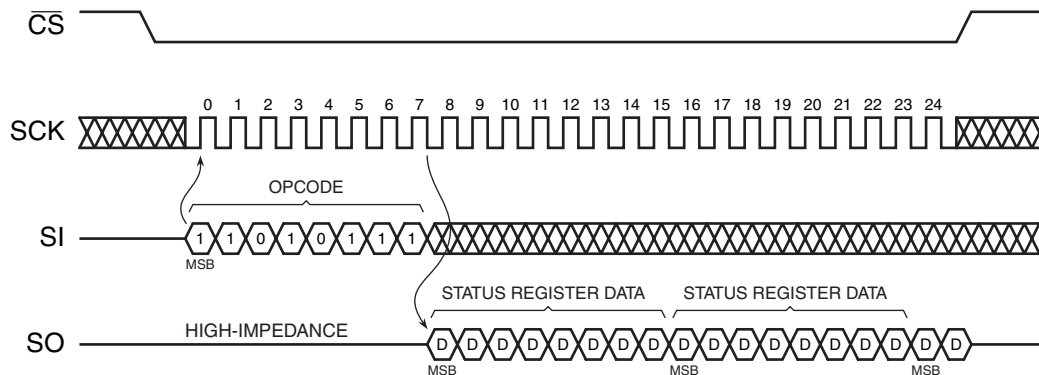 CS
0 1 2 3 4 5 6 7 8 9 10 11 12 13 14 15 16 17 18 19 20 21 22 23 24
SCK
OPCODE
SI 1 1 0 1 0 1 1 1
MSB
STATUS REGISTER DATA STATUS REGISTER DATA
HIGH-IMPEDANCE
SO D D D D D D D D D D D D D D D D D D
MSB MSB MSB